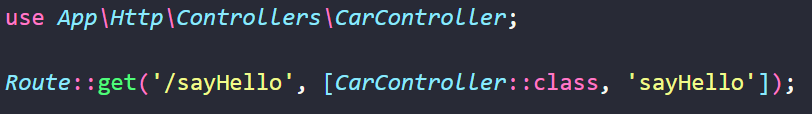 use App\Http\Controllers\CarController;
Route::get('/sayHello', [CarController::class, 'sayHello']);